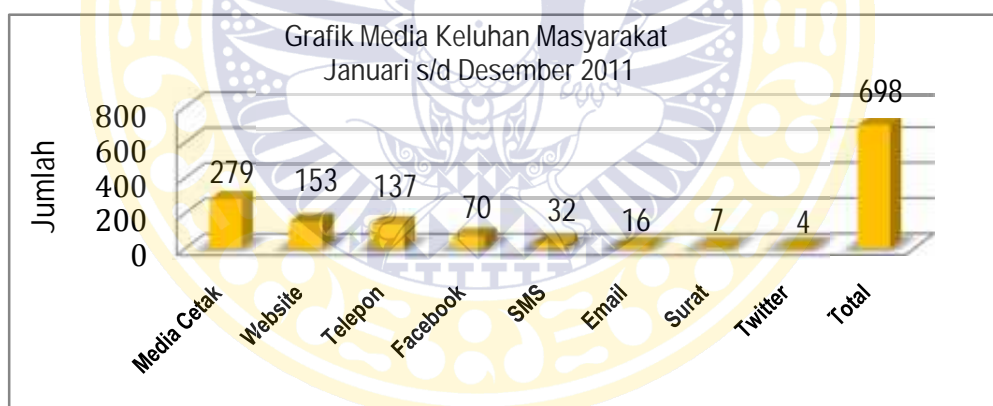 Grafik Media Keluhan Masyarakat
Januari s/d Desember 2011
698
800
600
400
200
0
Jumlah
279
153
137
70
32
16
7
4
Media Cetak
Website
Telepon
Facebook
SMS
Email
Surat
Twitter
Total